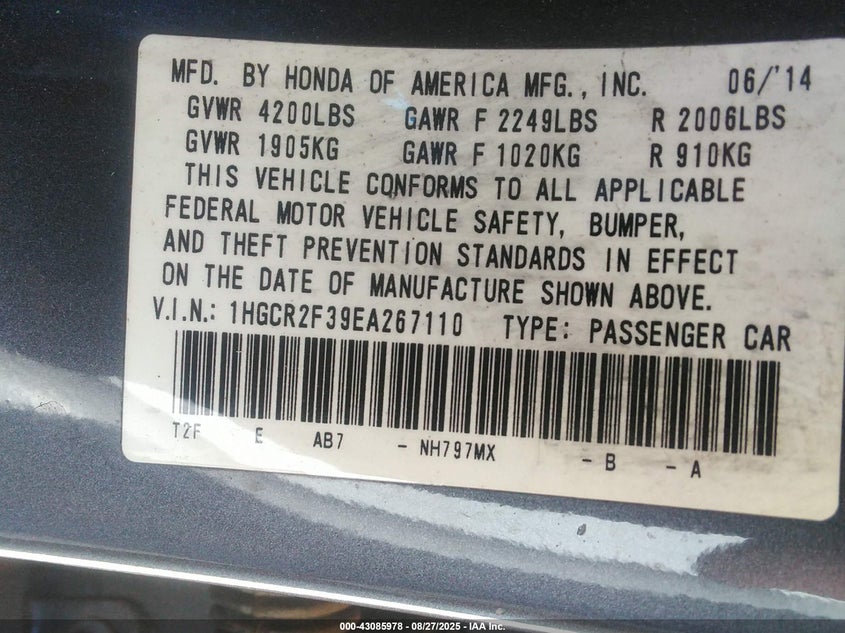 MFD. BY HONDA OF AMERICA MFG., INC. 06/'14
GVWR 4200LBS GAWR F 2249LBS R 2006LBS
GVWR 1905KG GAWR F 1020KG R 910KG
THIS VEHICLE CONFORMS TO ALL APPLICABLE
FEDERAL MOTOR VEHICLE SAFETY, BUMPER,
AND THEFT PREVENTION STANDARDS IN EFFECT
ON THE DATE OF MANUFACTURE SHOWN ABOVE.
V.I.N.: 1HGCR2F39EA267110 TYPE: PASSENGER CAR
T2F E AB7 - NH797MX - B - A
000-43085978 - 08/27/2025 - IAA Inc.